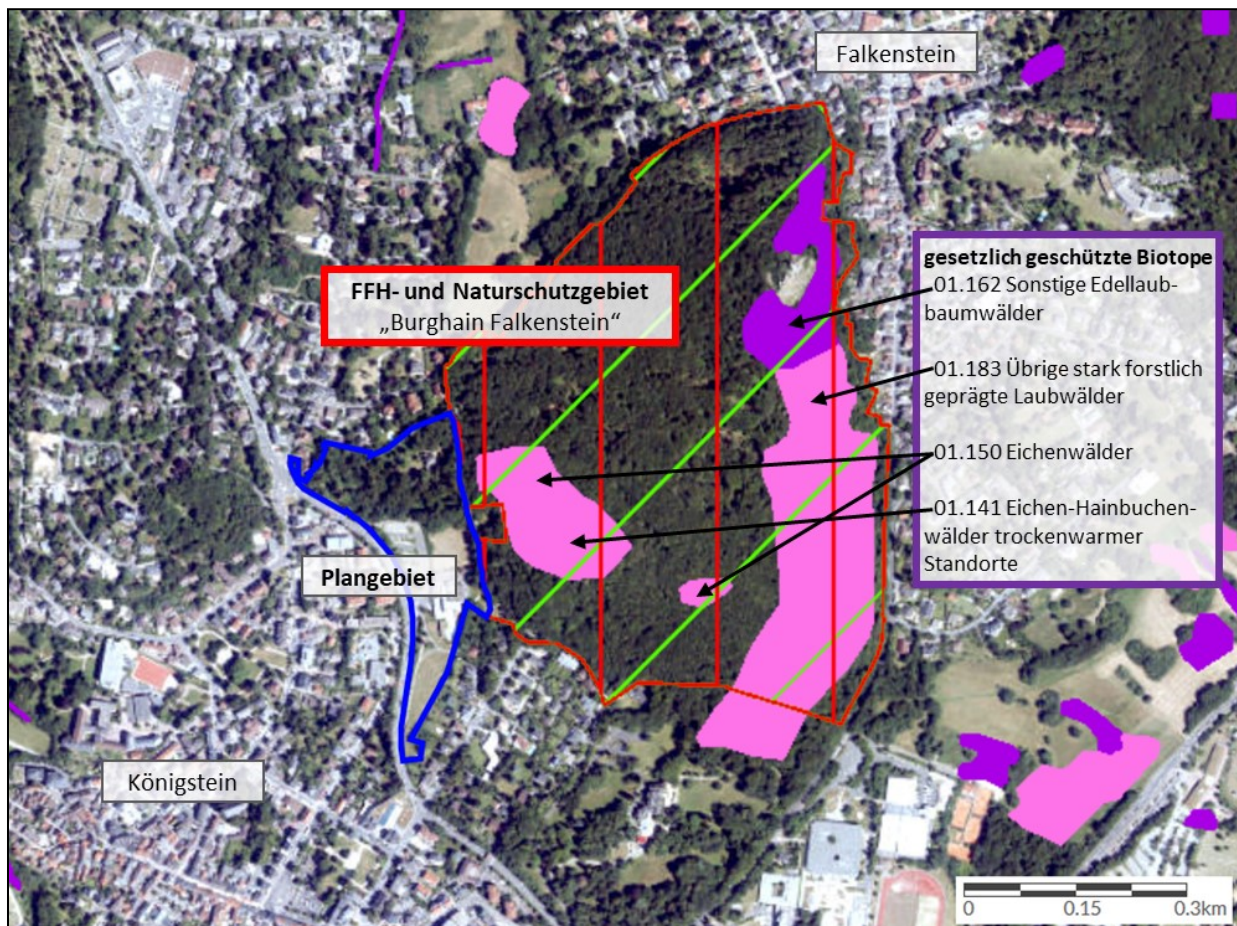 Falkenstein
gesetzlich geschützte Biotope
01.162 Sonstige Edellaub-
baumwälder
FFH- und Naturschutzgebiet
„Burghain Falkenstein“
01.183 Übrige stark forstlich
geprägte Laubwälder
01.150 Eichenwälder
01.141 Eichen-Hainbuchen-
wälder trockenwarmer
Standorte
Plangebiet
Königstein
0 0.15 0.3km